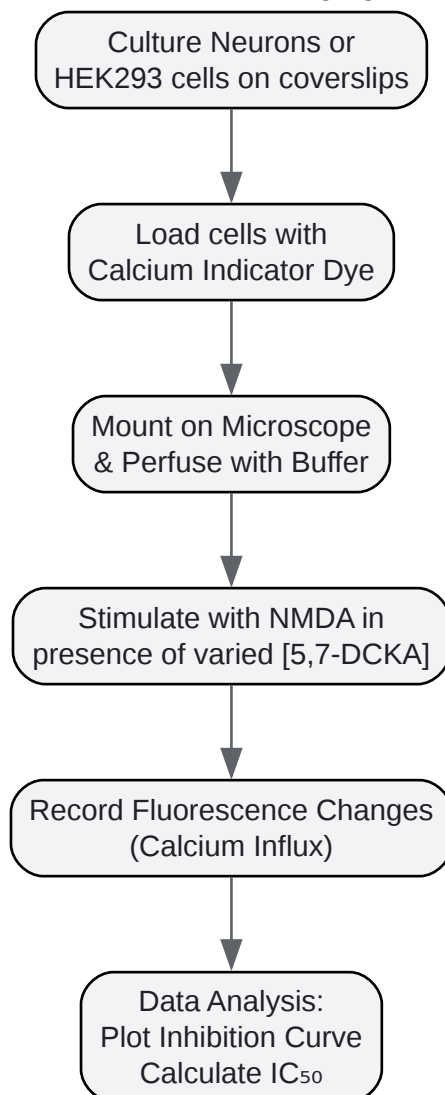 Culture Neurons or
HEK293 cells on coverslips
Load cells with
Calcium Indicator Dye
Mount on Microscope
& Perfuse with Buffer
Stimulate with NMDA in
presence of varied [5,7-DCKA]
Record Fluorescence Changes
(Calcium Influx)
Data Analysis:
Plot Inhibition Curve
Calculate IC₅₀